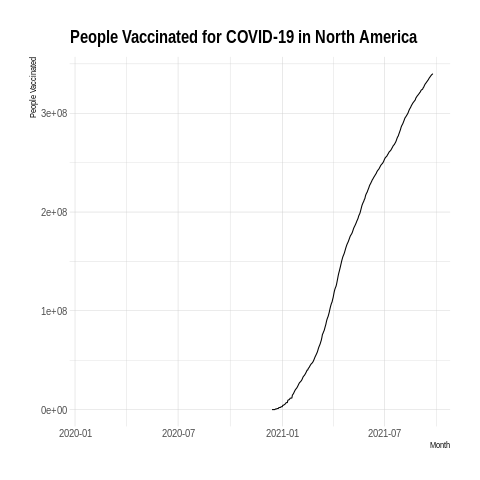 People Vaccinated for COVID-19 in North America
People Vaccinated
3e+08
2e+08
1e+08
0e+00
2020-01 2020-07 2021-01 2021-07
Month